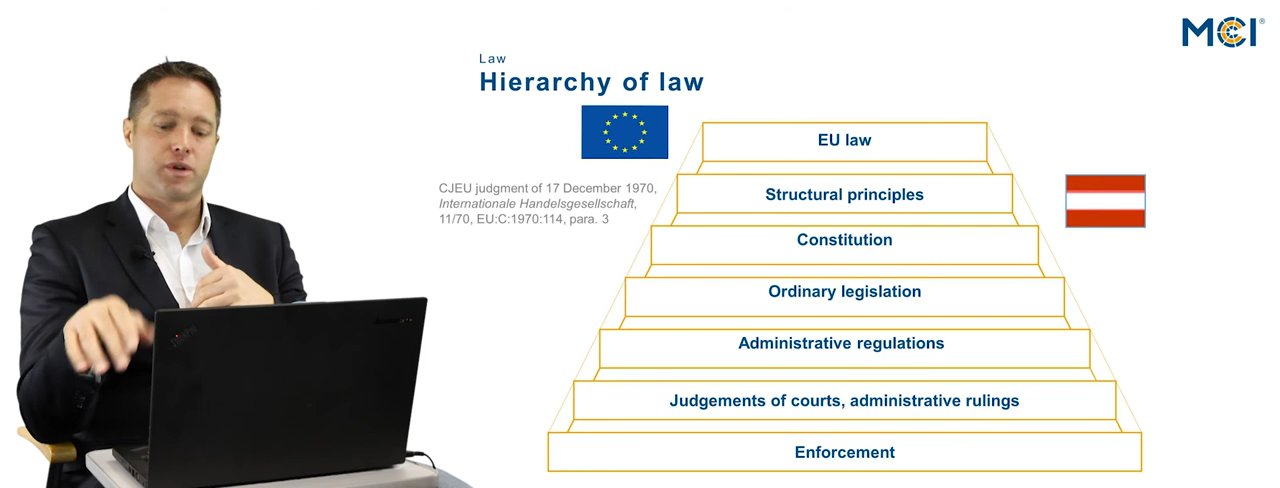 MCI®
Law
Hierarchy of law
EU law
CJEU judgment of 17 December 1970,
Internationale Handelsgesellschaft,
11/70, EU:C:1970:114, para. 3
Structural principles
Constitution
Ordinary legislation
Administrative regulations
Judgements of courts, administrative rulings
Enforcement